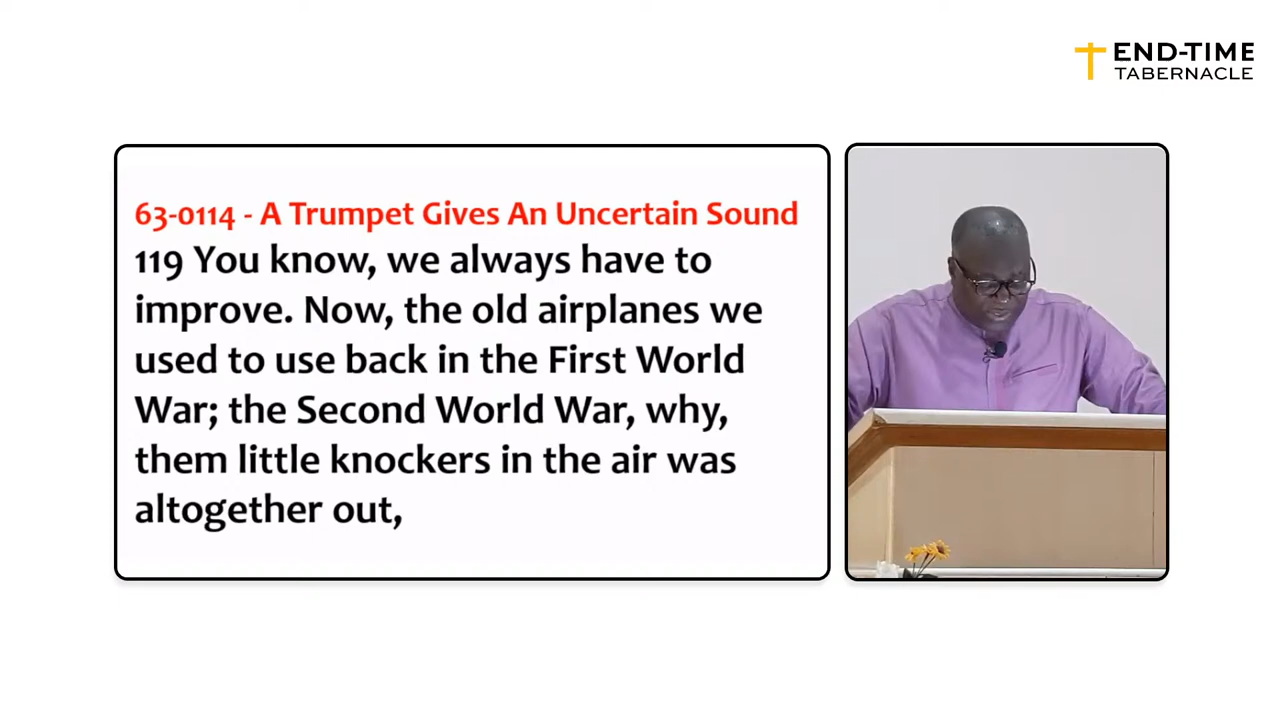 END-TIME
TABERNACLE
63-0114 - A Trumpet Gives An Uncertain Sound
119 You know, we always have to
improve. Now, the old airplanes we
used to use back in the First World
War; the Second World War, why,
them little knockers in the air was
altogether out,